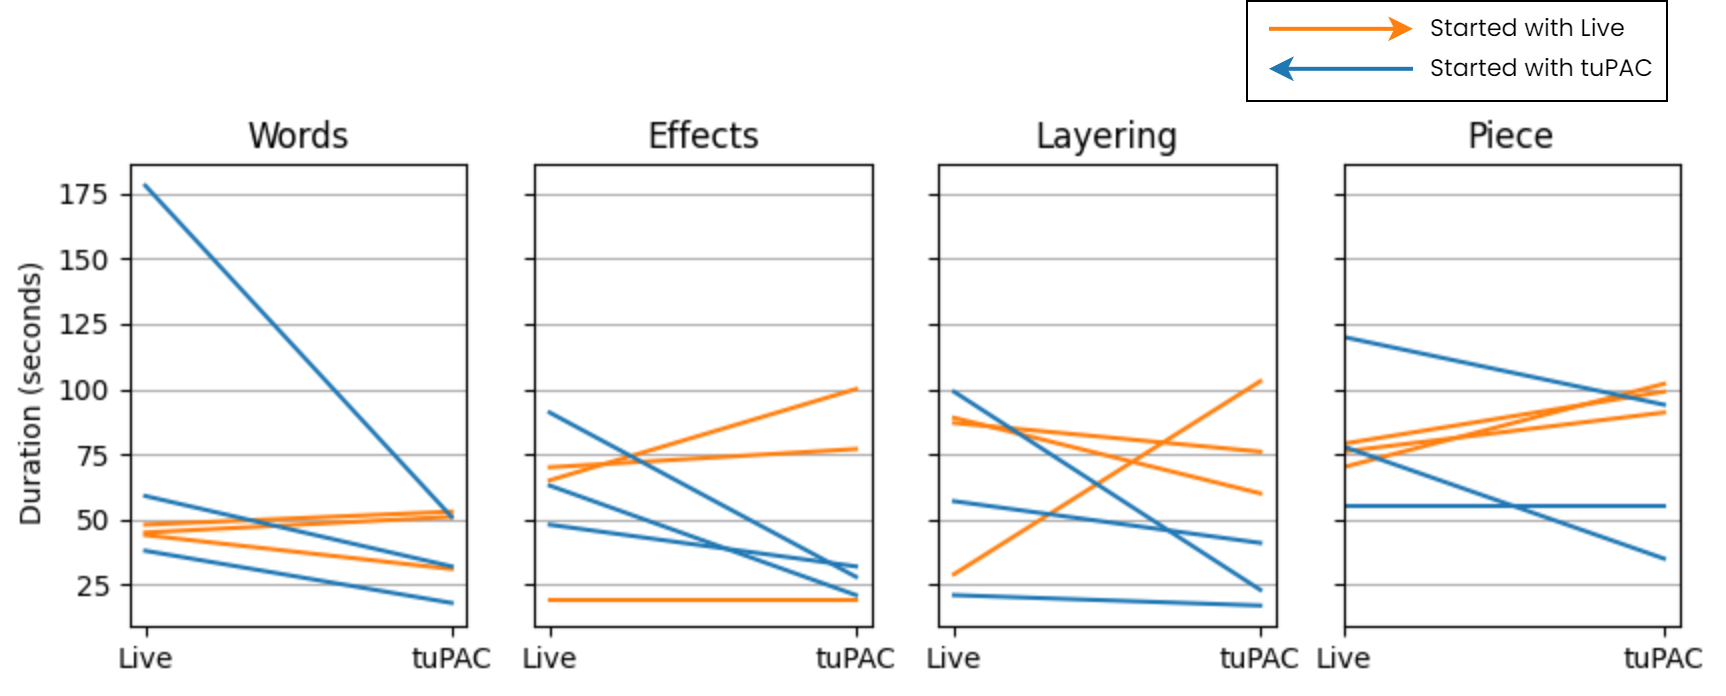 Started with Live
Started with tuPAC
Words Effects Layering Piece
Duration (seconds)
175
150
125
100
75
50
25
Live tuPAC Live tuPAC Live tuPAC Live tuPAC